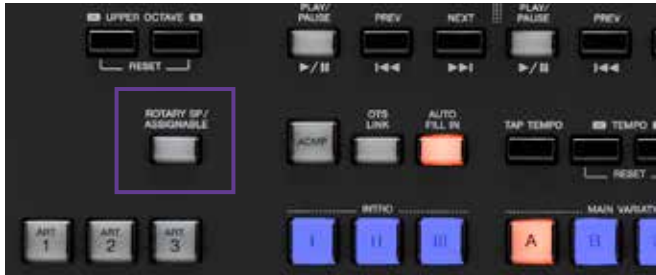 - UPPER OCTAVE +
RESET
PLAY/
PAUSE
PREV
NEXT
PLAY/
PAUSE
PREV
ROTARY SP/
ASSIGNABLE
ACMP
OTS
LINK
AUTO
FILL IN
TAP TEMPO
- TEMPO
RESET
ART.
1
ART.
2
ART.
3
INTRO
I
II
III
MAIN VARIAT
A
B